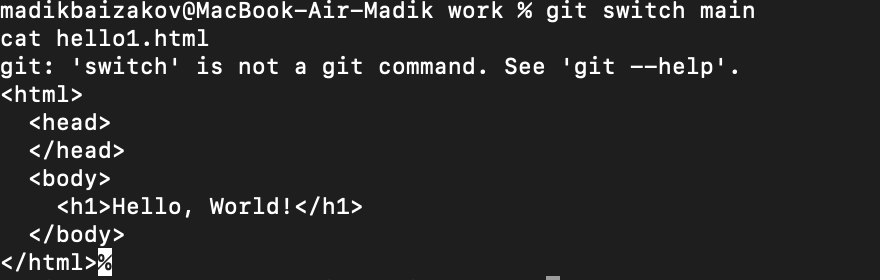 madikbaizakov@MacBook-Air-Madik work % git switch main
cat hello1.html
git: 'switch' is not a git command. See 'git --help'.
<html>
  <head>
  </head>
  <body>
    <h1>Hello, World!</h1>
  </body>
</html>%